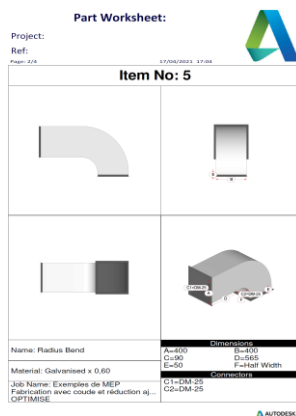 Part Worksheet:
Project:
Ref:
Page: 2/4 17/04/2021 17:04
Item No: 5
Name: Radius Bend
Material: Galvanised x 0,60
Job Name: Exemples de MEP
Fabrication avec coude et réduction aj...
OPTIMISE
Dimensions
A=400 B=400
C=90 D=565
E=50 F=Half Width
Connectors
C1=DM-25
C2=DM-25
AUTODESK